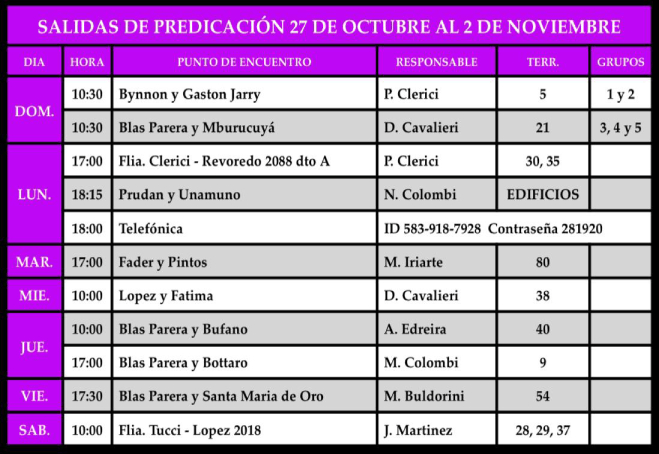 SALIDAS DE PREDICACIÓN 27 DE OCTUBRE AL 2 DE NOVIEMBRE
DIA HORA PUNTO DE ENCUENTRO RESPONSABLE TERR. GRUPOS
DOM.
10:30 Bynnon y Gaston Jarry P. Clerici 5 1 y 2
10:30 Blas Parera y Mburucuyá D. Cavalieri 21 3, 4 y 5
LUN.
17:00 Flia. Clerici - Revoredo 2088 dto A P. Clerici 30, 35
18:15 Prudan y Unamuno N. Colombi EDIFICIOS
18:00 Telefónica ID 583-918-7928 Contraseña 281920
MAR. 17:00 Fader y Pintos M. Iriarte 80
MIE. 10:00 Lopez y Fatima D. Cavalieri 38
JUE.
10:00 Blas Parera y Bufano A. Edreira 40
17:00 Blas Parera y Bottaro M. Colombi 9
VIE. 17:30 Blas Parera y Santa Maria de Oro M. Buldorini 54
SAB. 10:00 Flia. Tucci - Lopez 2018 J. Martinez 28, 29, 37